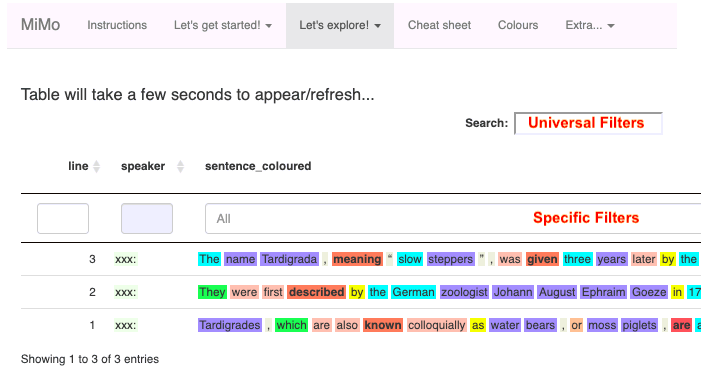 MiMo Instructions Let's get started! Let's explore! Cheat sheet Colours Extra...
Table will take a few seconds to appear/refresh...
Search: Universal Filters
line speaker sentence_coloured
All Specific Filters
3 xxx: The name Tardigrada , meaning “ slow steppers ” , was given three years later by the
2 xxx: They were first described by the German zoologist Johann August Ephraim Goeze in 17
1 xxx: Tardigrades , which are also known colloquially as water bears , or moss piglets , are a
Showing 1 to 3 of 3 entries